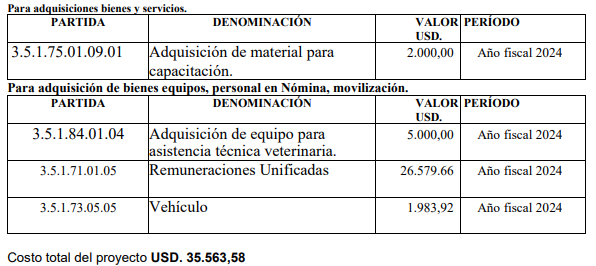 Para adquisiciones bienes y servicios.
PARTIDA DENOMINACIÓN VALOR PERÍODO
USD.
3.5.1.75.01.09.01 Adquisición de material para 2.000,00 Año fiscal 2024
capacitación.
Para adquisición de bienes equipos, personal en Nómina, movilización.
PARTIDA DENOMINACIÓN VALOR PERÍODO
USD.
3.5.1.84.01.04 Adquisición de equipo para 5.000,00 Año fiscal 2024
asistencia técnica veterinaria.
3.5.1.71.01.05 Remuneraciones Unificadas 26.579.66 Año fiscal 2024
3.5.1.73.05.05 Vehículo 1.983,92 Año fiscal 2024
Costo total del proyecto USD. 35.563,58